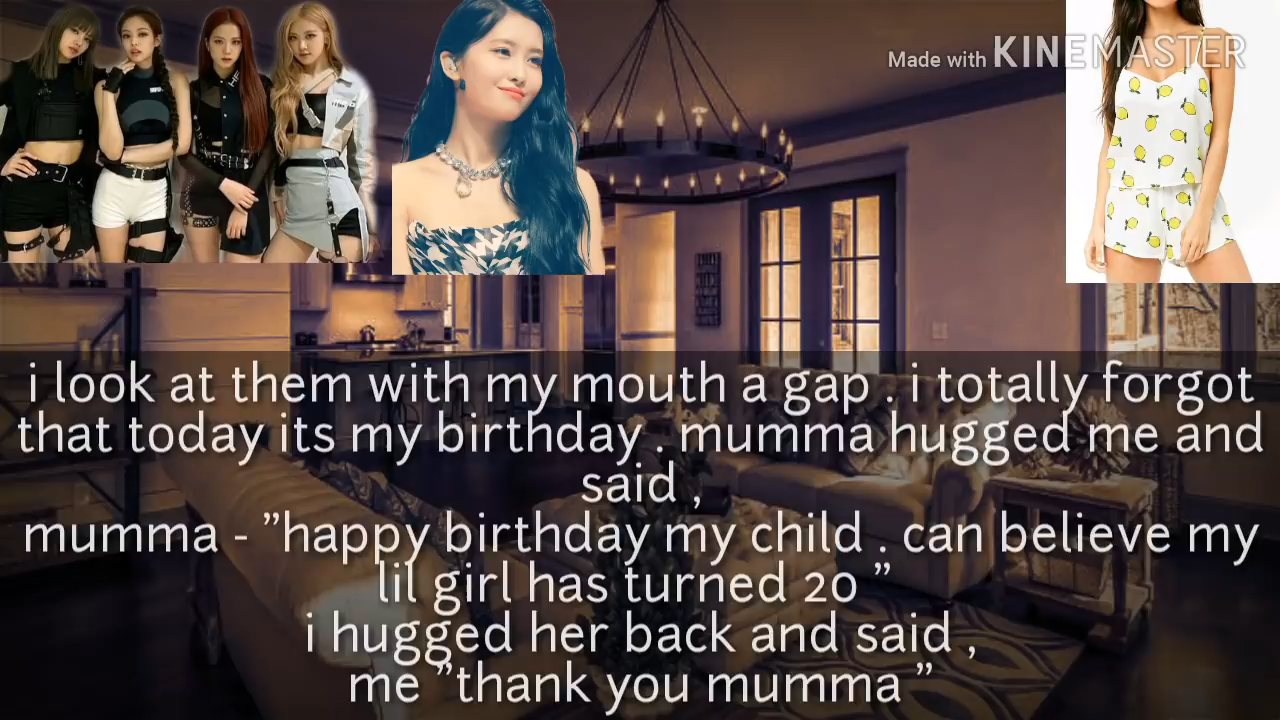 Made with KINEMASTER
i look at them with my mouth a gap . i totally forgot
that today its my birthday . mumma hugged me and
said ,
mumma - ”happy birthday my child . can believe my
lil girl has turned 20 ”
i hugged her back and said ,
me ”thank you mumma ”